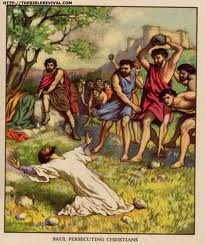 HTTP://THEBIBLEREVIVAL.COM
SAUL PERSECUTING CHRISTIANS